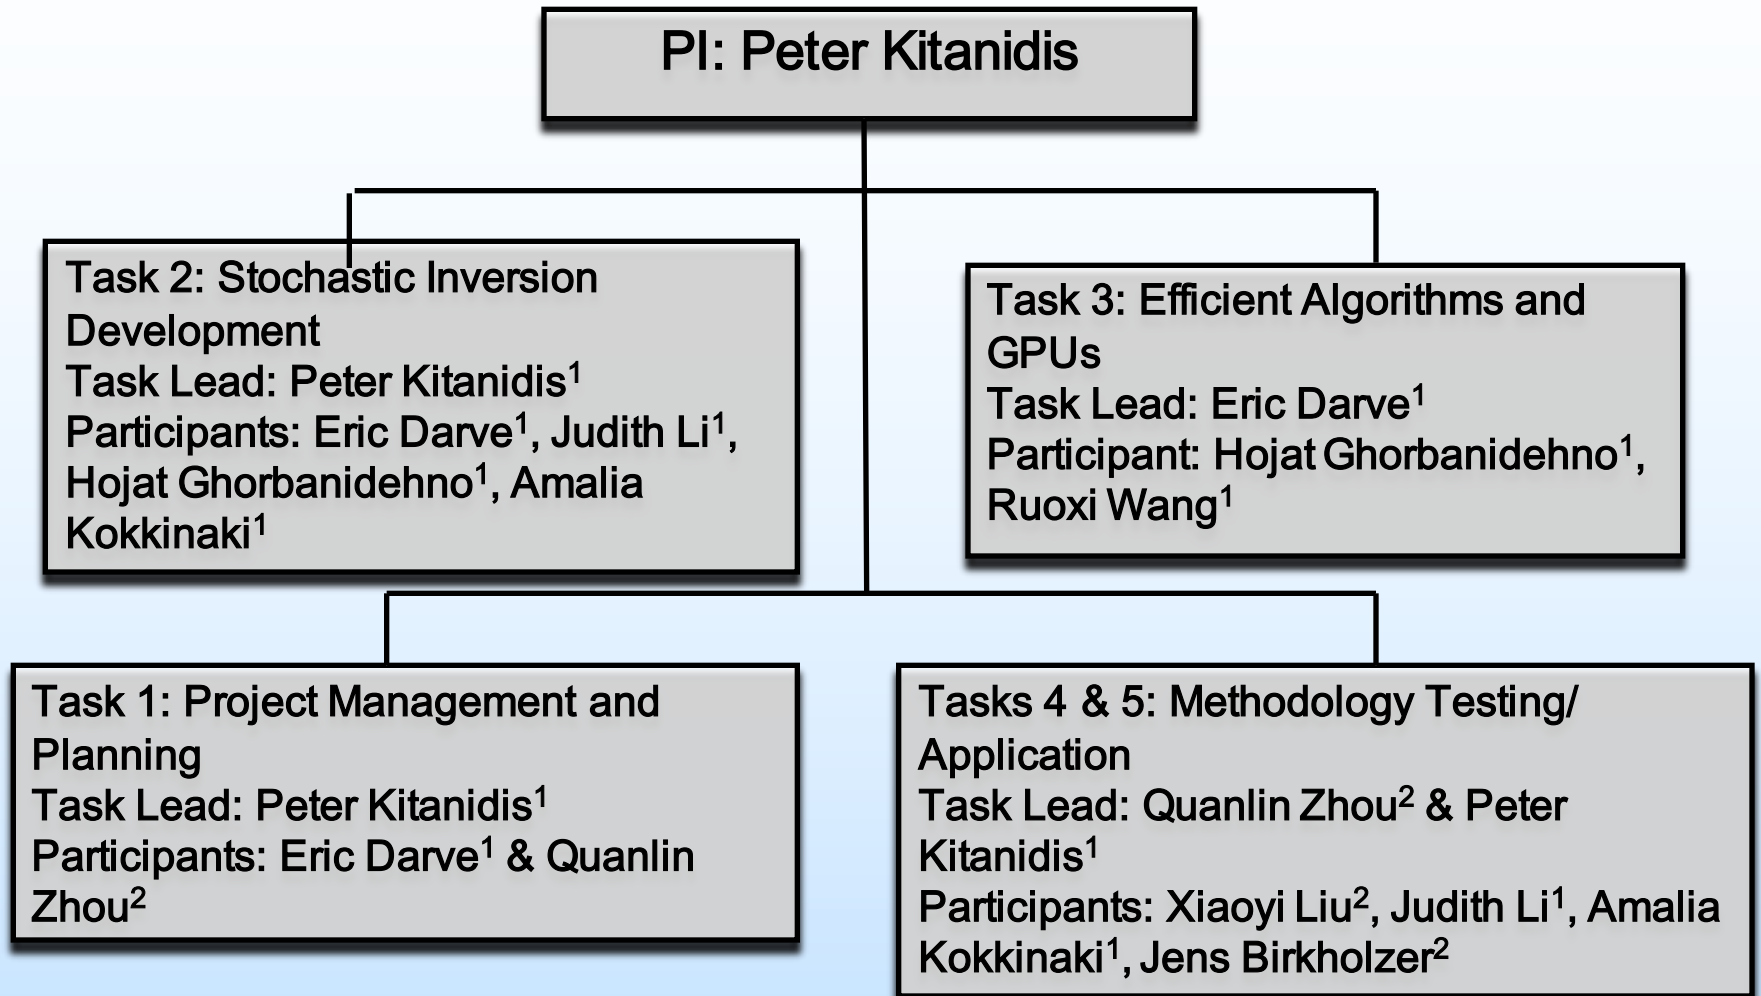 PI: Peter Kitanidis
Task 2: Stochastic Inversion
Development
Task Lead: Peter Kitanidis¹
Participants: Eric Darve¹, Judith Li¹,
Hojat Ghorbanidehno¹, Amalia
Kokkinaki¹
Task 3: Efficient Algorithms and
GPUs
Task Lead: Eric Darve¹
Participant: Hojat Ghorbanidehno¹,
Ruoxi Wang¹
Task 1: Project Management and
Planning
Task Lead: Peter Kitanidis¹
Participants: Eric Darve¹ & Quanlin
Zhou²
Tasks 4 & 5: Methodology Testing/
Application
Task Lead: Quanlin Zhou² & Peter
Kitanidis¹
Participants: Xiaoyi Liu², Judith Li¹, Amalia
Kokkinaki¹, Jens Birkholzer²